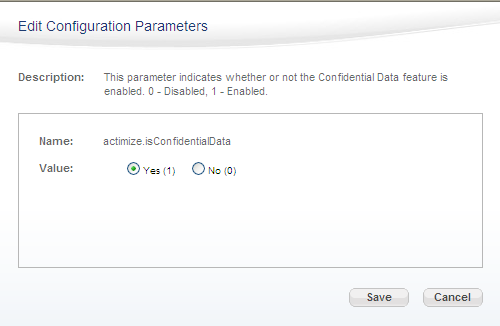 Edit Configuration Parameters
Description: This parameter indicates whether or not the Confidential Data feature is
enabled. 0 - Disabled, 1 - Enabled.
Name: actimize.isConfidentialData
Value: Yes (1) No (0)
Save Cancel